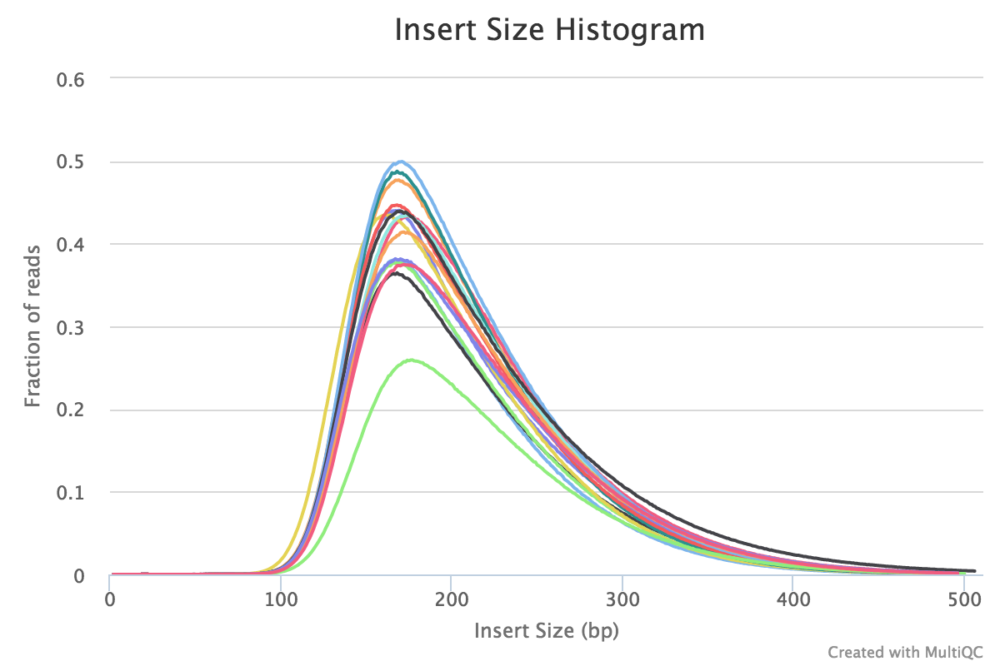 Insert Size Histogram
0.6
0.5
0.4
0.3
0.2
0.1
0
Fraction of reads
0 100 200 300 400 500
Insert Size (bp)
Created with MultiQC